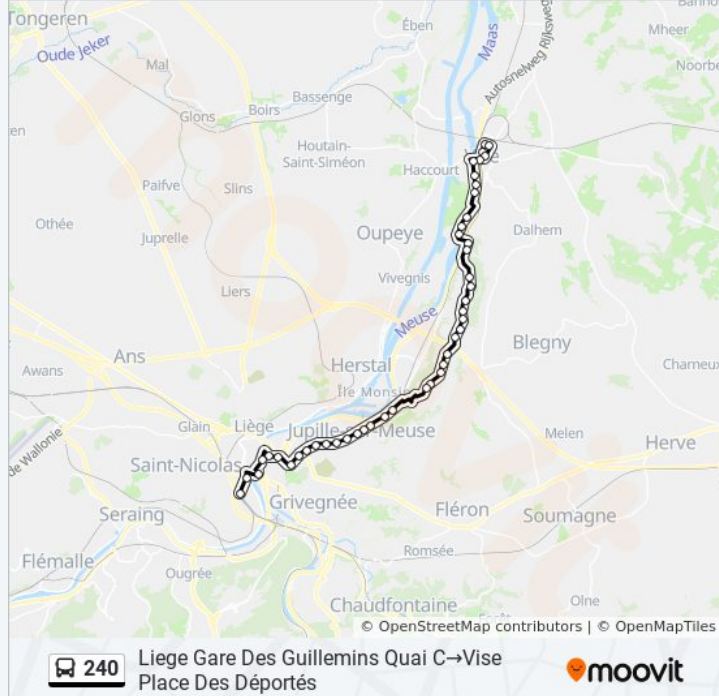 Tongeren
Ében
Mheer
Oude Jeker
Maas
Autosnelweg Rijksweg
Noorbe
Mal
Bassenge
Glons
Boirs
Houtain-
Saint-Siméon
Haccourt
Paifve
Slins
Othée
Oupeye
Dalhem
Juprelle
Vivegnis
Liers
Meuse
Blegny
Ans
Awans
Herstal
Chameux
Île Monsi
Glain
Liège
Jupille-sur-Meuse
de Wallonie
Melen
Herve
Saint-Nicolas
Grivegnée
Seraing
Fléron
Soumagne
Flémalle
Romsée
Ougrée
Olne
Chaudfontaine
© OpenStreetMap contributors | © OpenMapTiles
240
Liege Gare Des Guillemins Quai C→Vise
Place Des Déportés
moovit